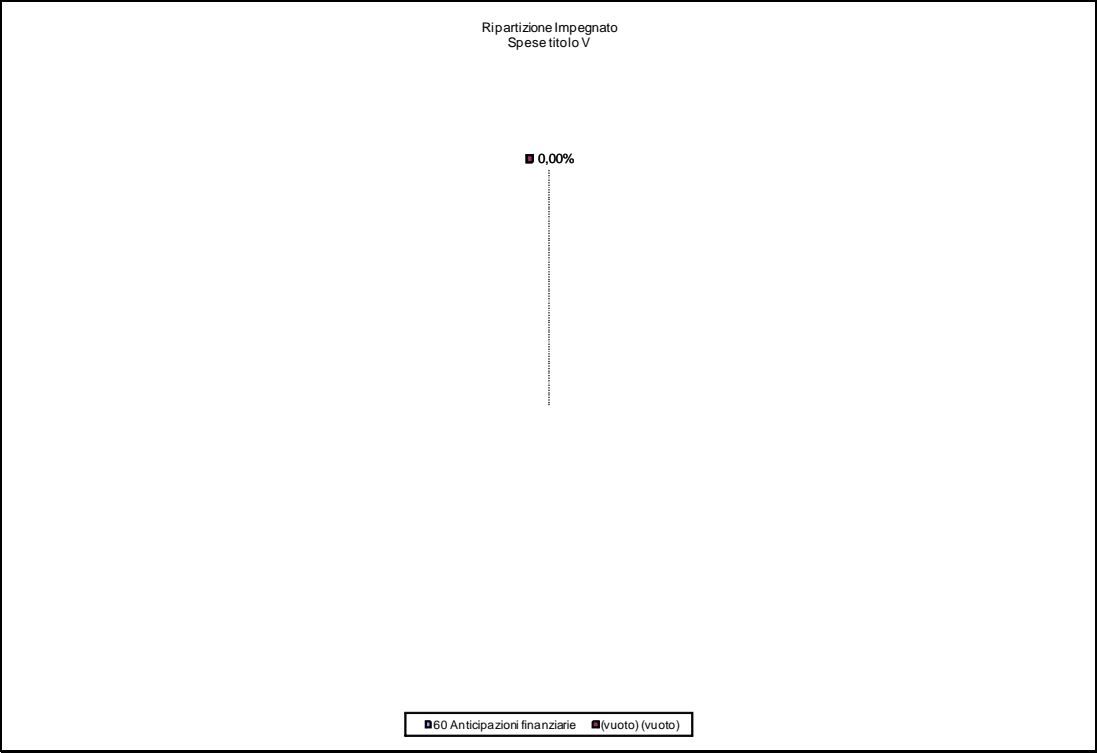 Ripartizione Impegnato
Spese titolo V
0,00%
60 Anticipazioni finanziarie (vuoto) (vuoto)